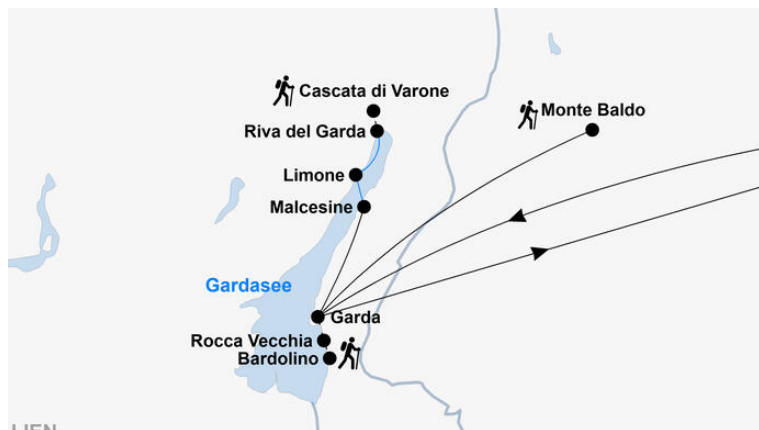 Cascata di Varone
Monte Baldo
Riva del Garda
Limone
Malcesine
Gardasee
Garda
Rocca Vecchia
Bardolino